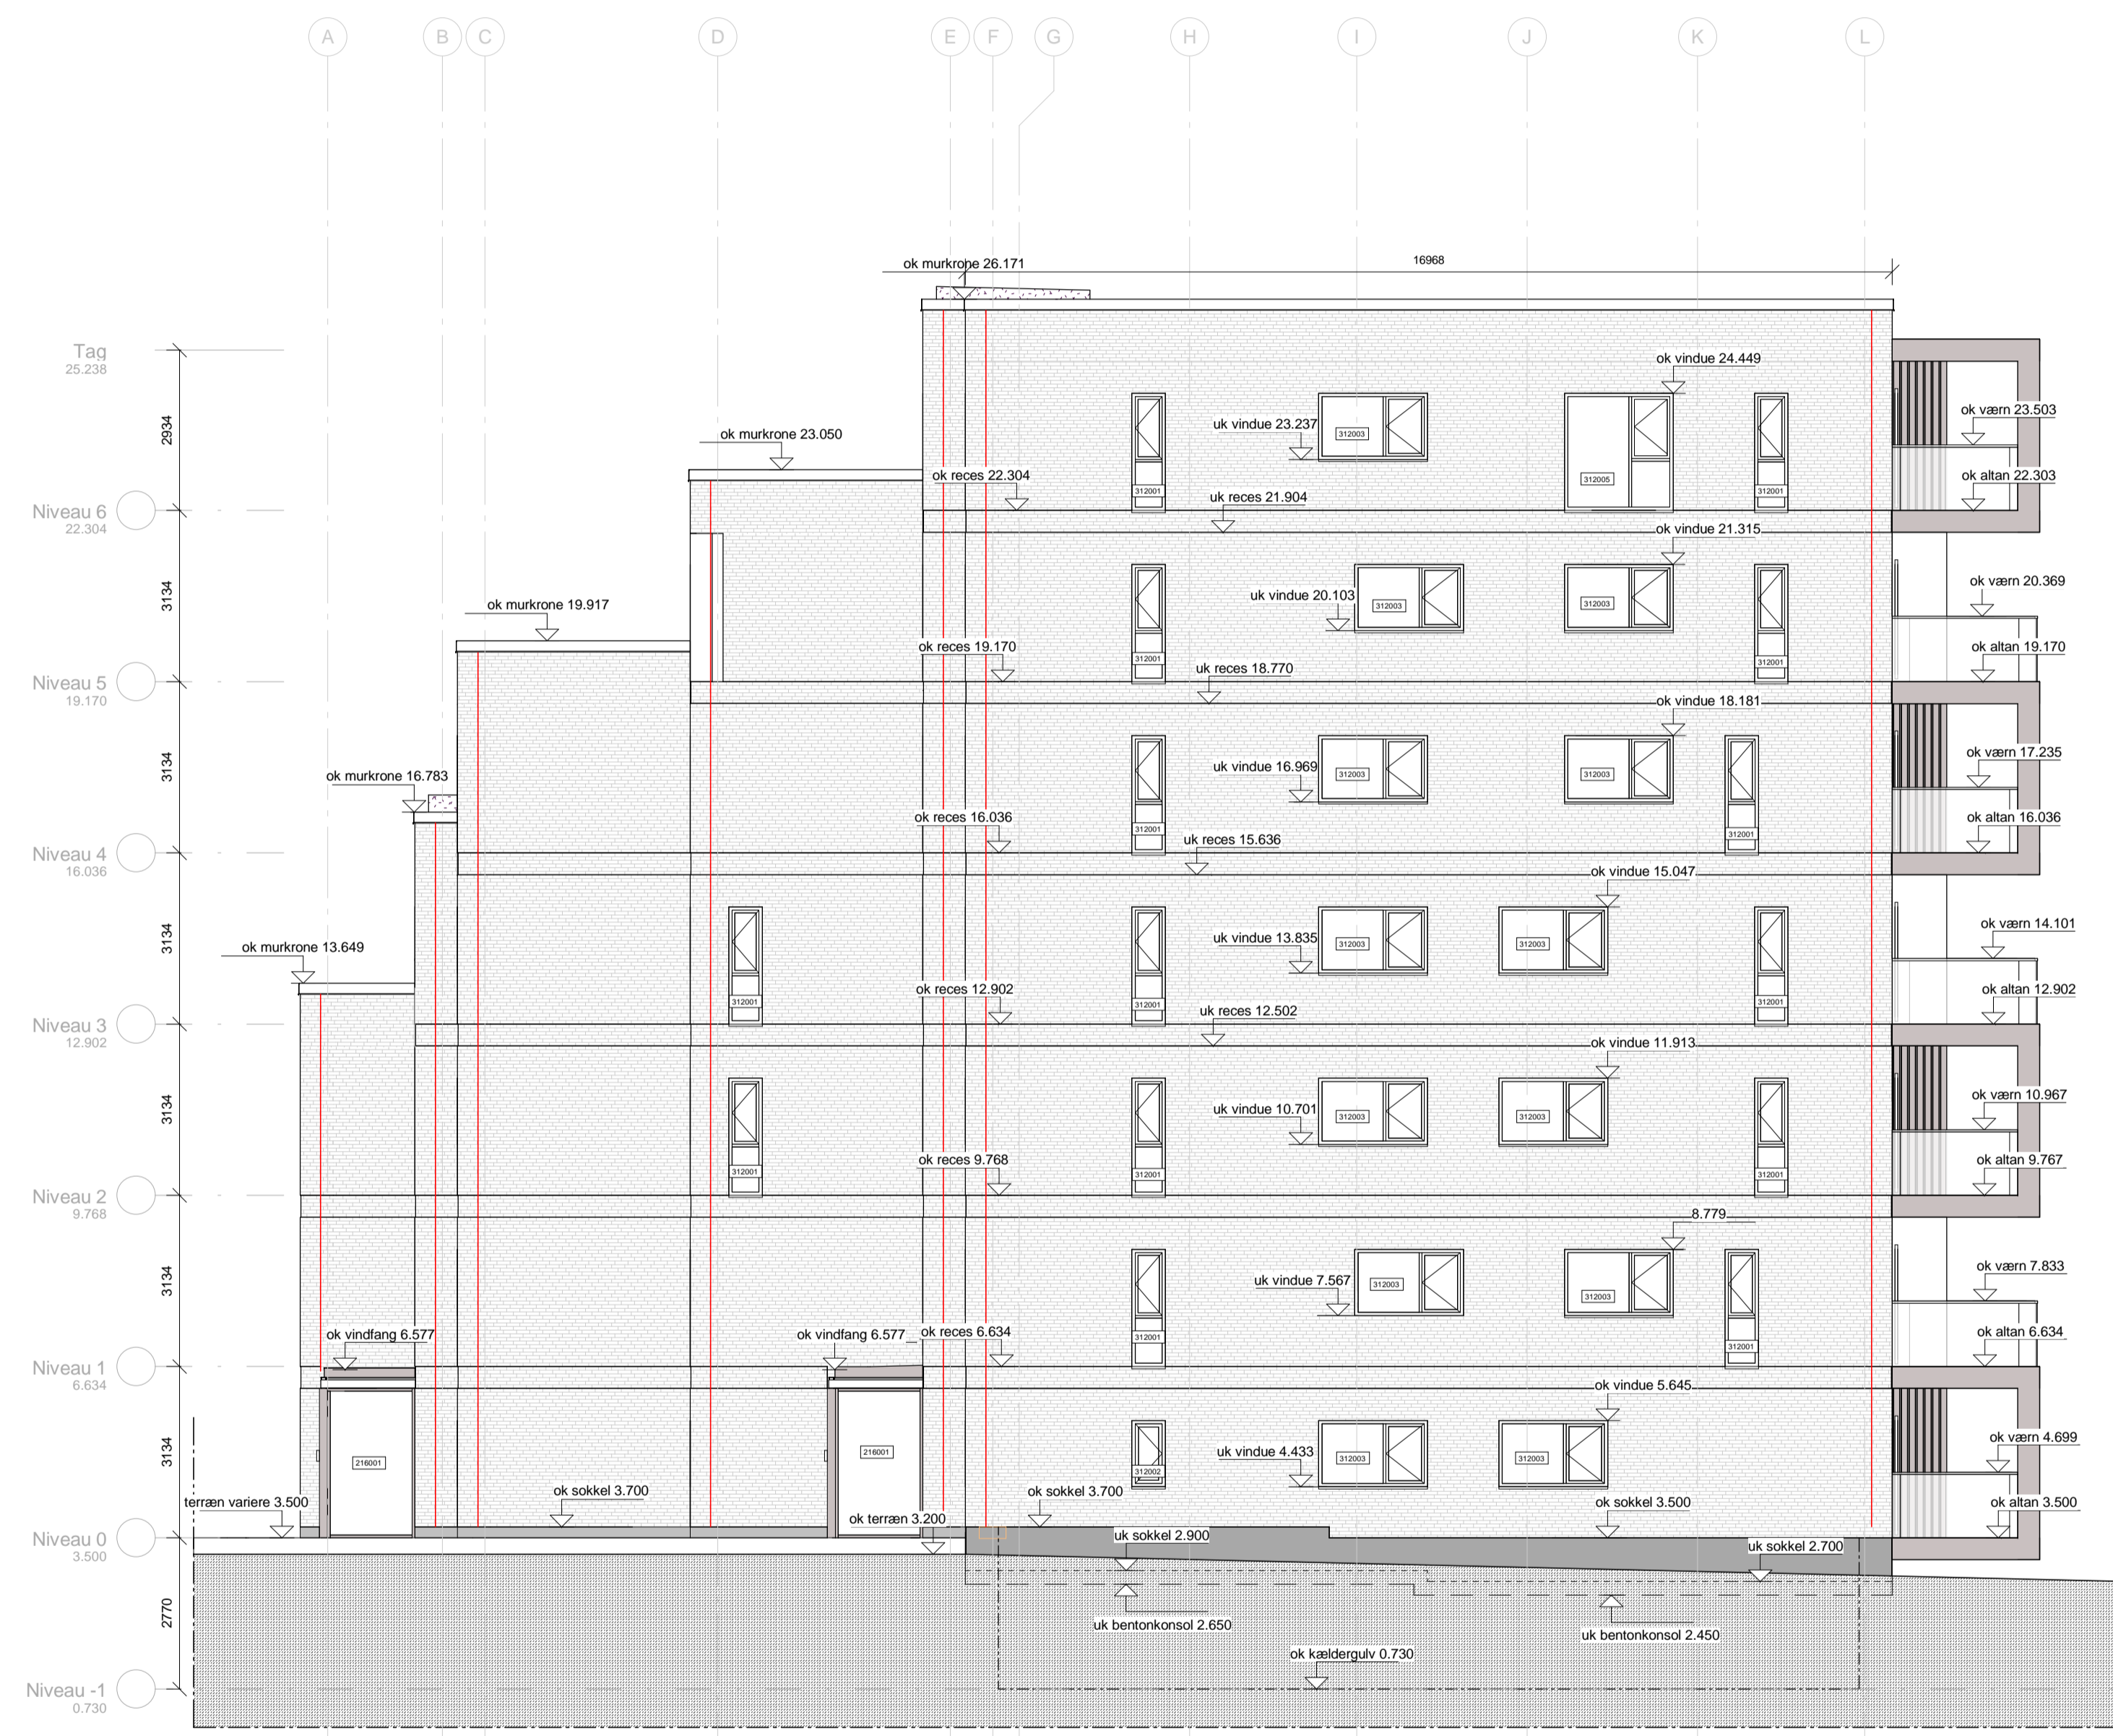 A B C D E F G H I J K L
ok murkrone 26.171
16968
Tag
25.238
ok vindue 24.449
ok værn 23.503
2934
uk vindue 23.237
312003
ok murkrone 23.050
ok reces 22.304
ok altan 22.303
312005
312001
312001
uk reces 21.904
Niveau 6
22.304
ok vindue 21.315
ok værn 20.369
3134
uk vindue 20.103
312003
312003
ok murkrone 19.917
ok reces 19.170
ok altan 19.170
312001
312001
uk reces 18.770
Niveau 5
19.170
ok vindue 18.181
ok værn 17.235
3134
uk vindue 16.969
312003
312003
ok murkrone 16.783
ok reces 16.036
ok altan 16.036
312001
312001
uk reces 15.636
Niveau 4
16.036
ok vindue 15.047
ok værn 14.101
3134
uk vindue 13.835
312003
312003
ok murkrone 13.649
ok reces 12.902
ok altan 12.902
312001
312001
312001
uk reces 12.502
Niveau 3
12.902
ok vindue 11.913
ok værn 10.967
3134
uk vindue 10.701
312003
312003
ok reces 9.768
ok altan 9.767
312001
312001
312001
Niveau 2
9.768
8.779
ok værn 7.833
3134
uk vindue 7.567
312003
312003
ok vindfang 6.577
ok vindfang 6.577
ok reces 6.634
ok altan 6.634
312001
312001
Niveau 1
6.634
ok vindue 5.645
ok værn 4.699
3134
216001
216001
uk vindue 4.433
312003
312003
312002
terræn variere 3.500
ok sokkel 3.700
ok terræn 3.200
ok sokkel 3.700
ok sokkel 3.500
ok altan 3.500
Niveau 0
3.500
uk sokkel 2.900
uk sokkel 2.700
2770
uk bentonkonsol 2.650
uk bentonkonsol 2.450
ok kældergulv 0.730
Niveau -1
0.730